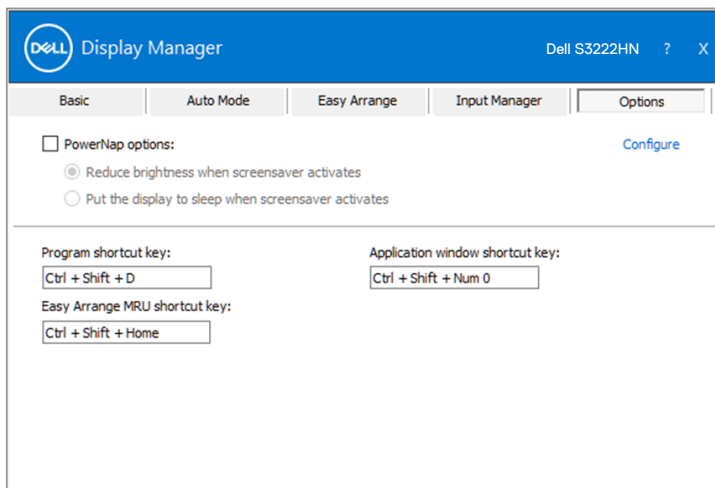 DELL Display Manager Dell S3222HN ? X
Basic Auto Mode Easy Arrange Input Manager Options
PowerNap options: Configure
Reduce brightness when screensaver activates
Put the display to sleep when screensaver activates
Program shortcut key: Application window shortcut key:
Ctrl + Shift + D Ctrl + Shift + Num 0
Easy Arrange MRU shortcut key:
Ctrl + Shift + Home